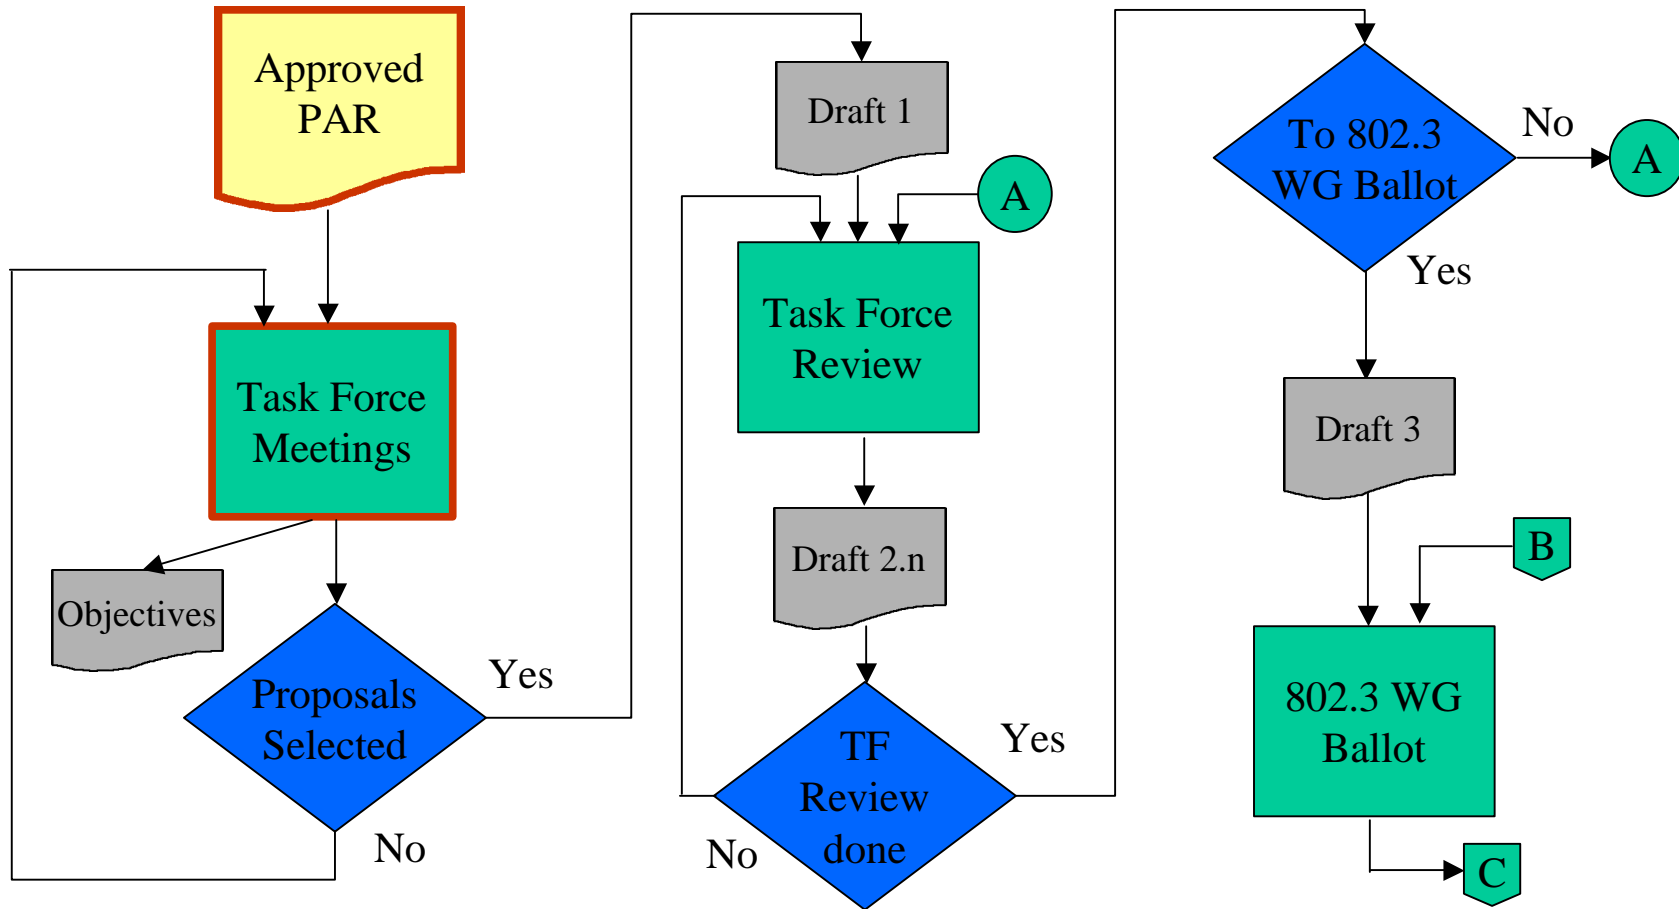 Approved
PAR
Task Force
Meetings
Objectives
Proposals
Selected
Yes
No
Draft 1
A
Task Force
Review
Draft 2.n
TF
Review
done
Yes
No
To 802.3
WG Ballot
No
A
Yes
Draft 3
B
802.3 WG
Ballot
C